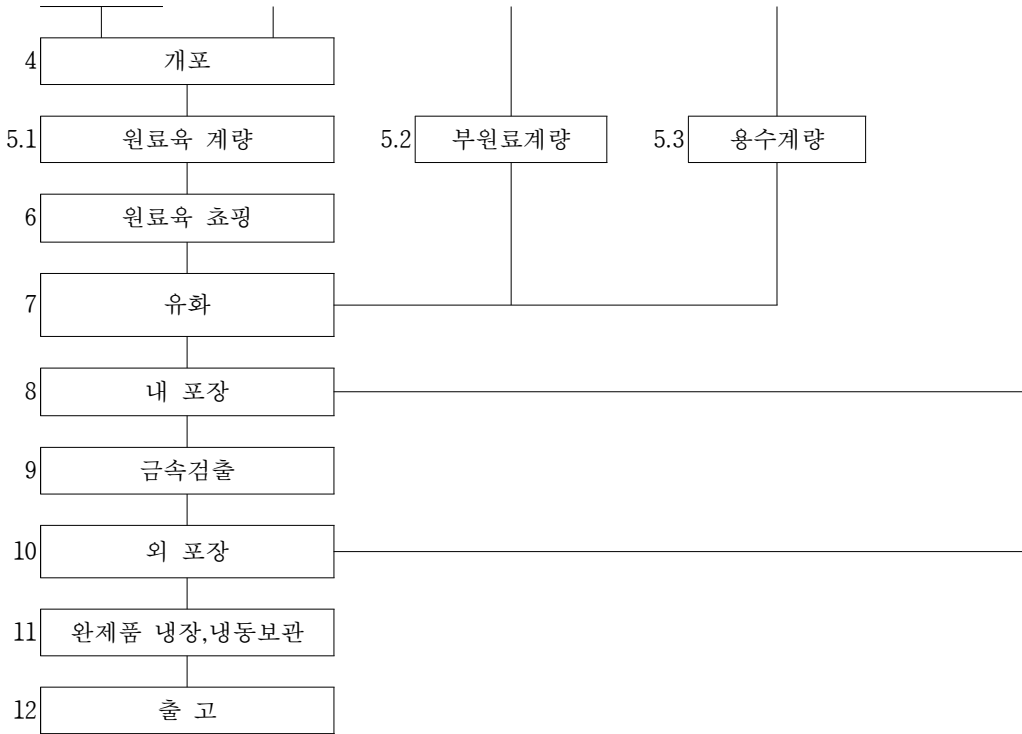 4 개포
5.1 원료육 계량 5.2 부원료계량 5.3 용수계량
6 원료육 쵸핑
7 유화
8 내 포장
9 금속검출
10 외 포장
11 완제품 냉장,냉동보관
12 출 고